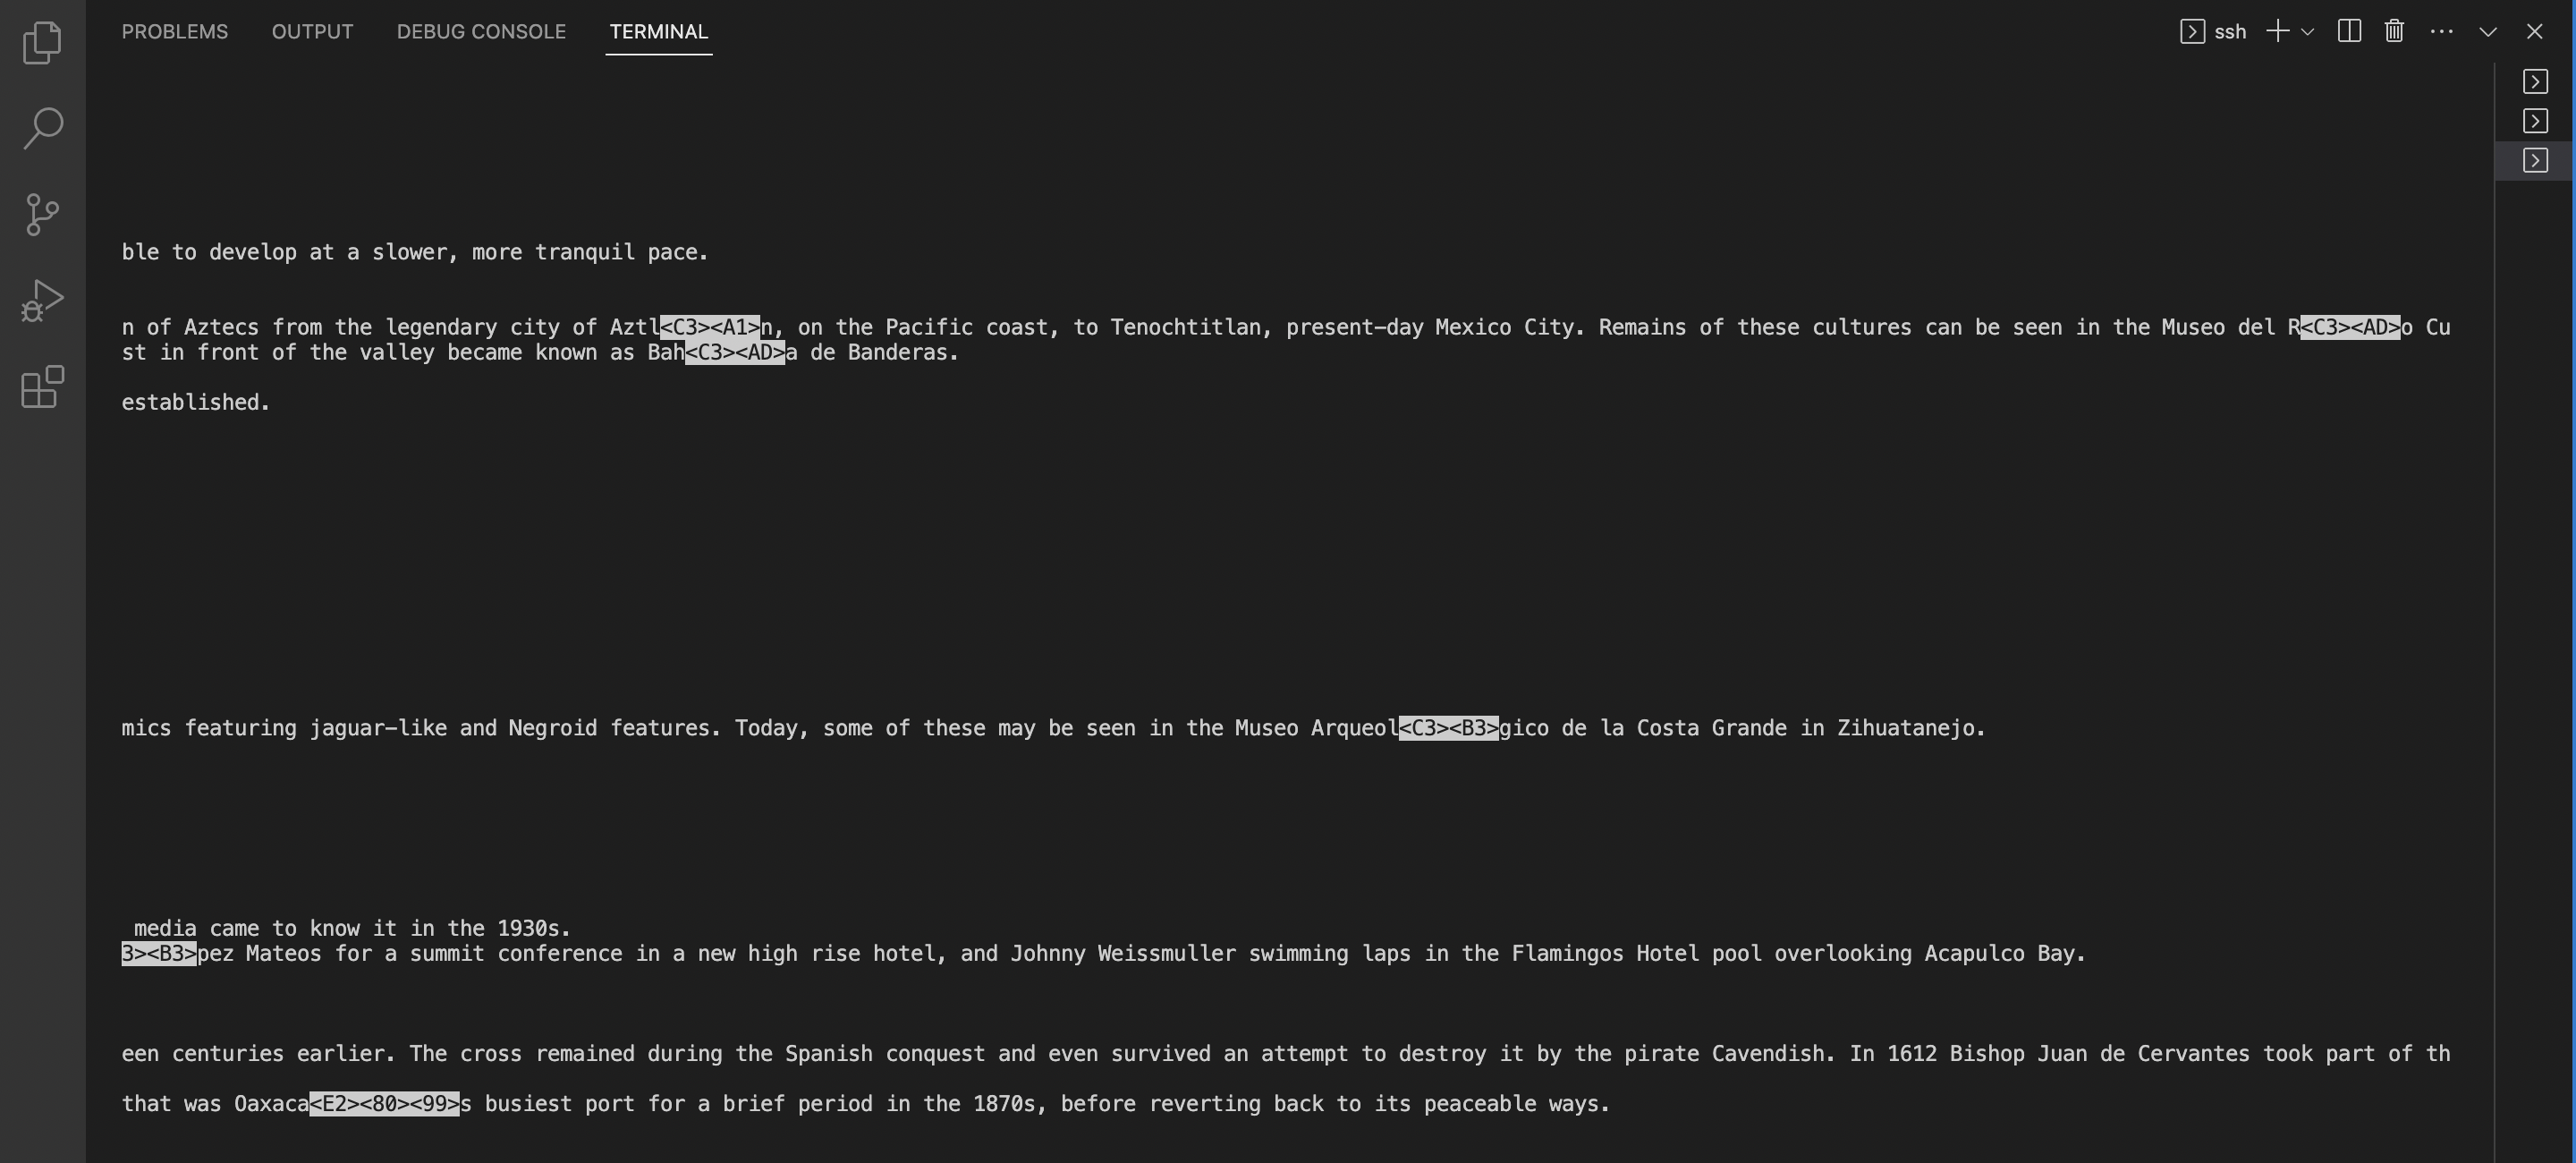 PROBLEMS OUTPUT DEBUG CONSOLE TERMINAL ssh
ble to develop at a slower, more tranquil pace.
n of Aztecs from the legendary city of Aztl<C3><A1>n, on the Pacific coast, to Tenochtitlan, present-day Mexico City. Remains of these cultures can be seen in the Museo del R<C3><AD>o Cu
st in front of the valley became known as Bah<C3><AD>a de Banderas.
established.
mics featuring jaguar-like and Negroid features. Today, some of these may be seen in the Museo Arqueol<C3><B3>gico de la Costa Grande in Zihuatanejo.
media came to know it in the 1930s.
3><B3>pez Mateos for a summit conference in a new high rise hotel, and Johnny Weissmuller swimming laps in the Flamingos Hotel pool overlooking Acapulco Bay.
een centuries earlier. The cross remained during the Spanish conquest and even survived an attempt to destroy it by the pirate Cavendish. In 1612 Bishop Juan de Cervantes took part of th
that was Oaxaca<E2><80><99>s busiest port for a brief period in the 1870s, before reverting back to its peaceable ways.